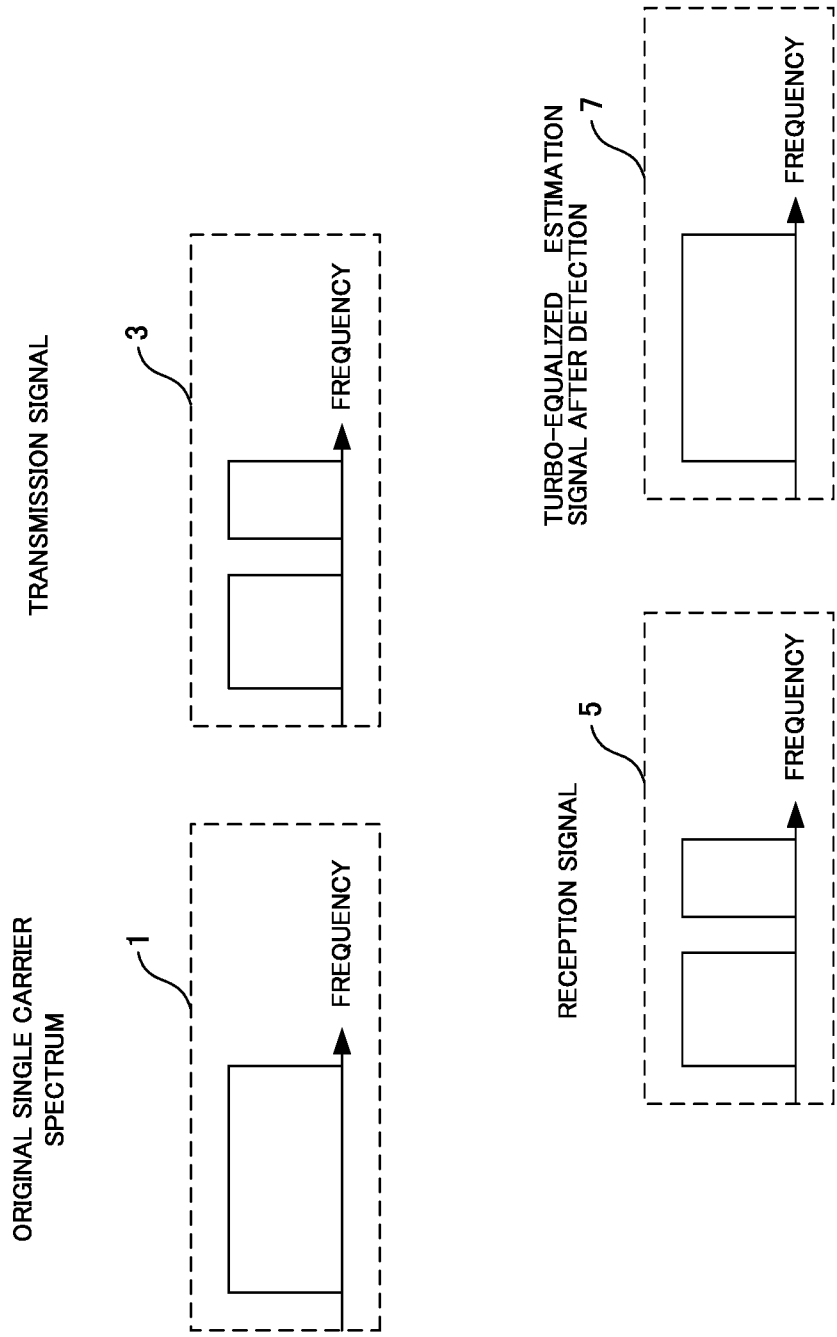 ORIGINAL SINGLE CARRIER
SPECTRUM
1
FREQUENCY
TRANSMISSION SIGNAL
3
FREQUENCY
RECEPTION SIGNAL
5
FREQUENCY
TURBO-EQUALIZED ESTIMATION
SIGNAL AFTER DETECTION
7
FREQUENCY